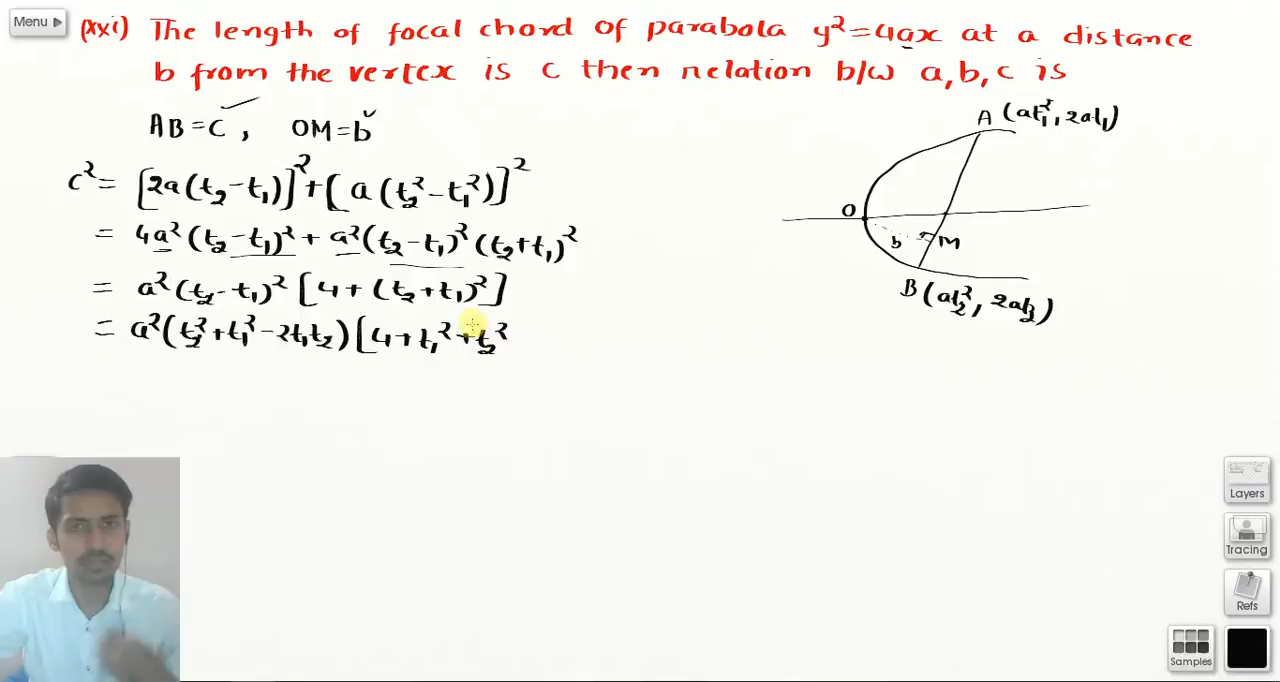 Menu
(xxi) The length of focal chord of parabola y²=4ax at a distance
b from the vertex is c then relation b/w a,b,c is
AB=c, OM=b
A (at₁², 2at₁)
c² = [2a(t₂-t₁)]²+[a(t₂²-t₁²)]²
O
= 4a²(t₂-t₁)²+a²(t₂-t₁)²(t₂+t₁)²
b
M
= a²(t₂-t₁)²[4+(t₂+t₁)²]
B(at₂², 2at₂)
= a²(t₂²+t₁²-2t₁t₂)[4+t₁²+t₂²
Layers
Tracing
Refs
Samples